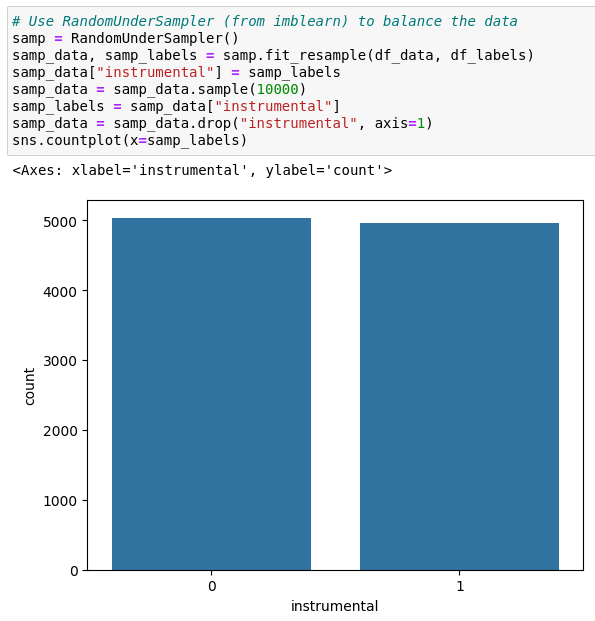 # Use RandomUnderSampler (from imblearn) to balance the data
samp = RandomUnderSampler()
samp_data, samp_labels = samp.fit_resample(df_data, df_labels)
samp_data["instrumental"] = samp_labels
samp_data = samp_data.sample(10000)
samp_labels = samp_data["instrumental"]
samp_data = samp_data.drop("instrumental", axis=1)
sns.countplot(x=samp_labels)
<Axes: xlabel='instrumental', ylabel='count'>
5000
4000
3000
2000
1000
0
count
0 1
instrumental